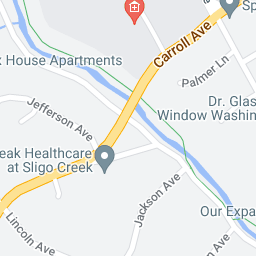 Sp
Carroll Ave
x House Apartments
Palmer Ln
Dr. Glas
Window Washin
Jefferson Ave
eak Healthcare
at Sligo Creek
Jackson Ave
Our Expa
Lincoln Ave